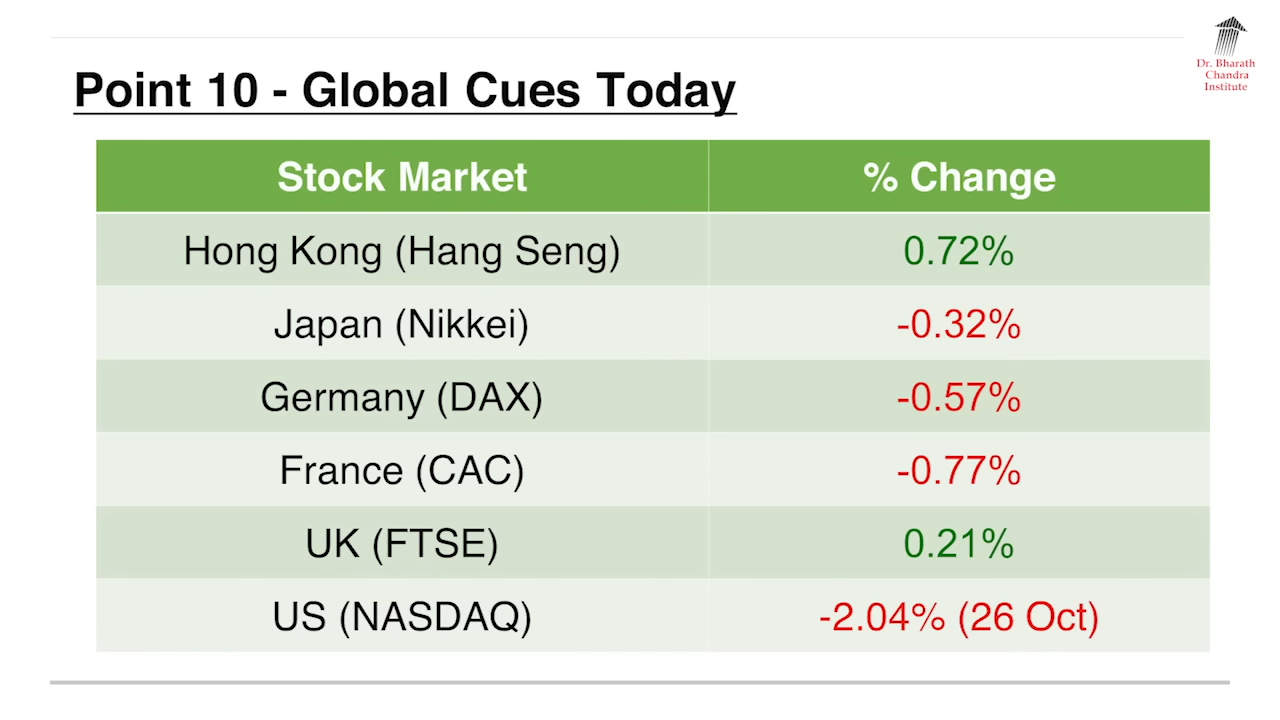 Dr. Bharath
Chandra
Institute
Point 10 - Global Cues Today
Stock Market % Change
Hong Kong (Hang Seng) 0.72%
Japan (Nikkei) -0.32%
Germany (DAX) -0.57%
France (CAC) -0.77%
UK (FTSE) 0.21%
US (NASDAQ) -2.04% (26 Oct)